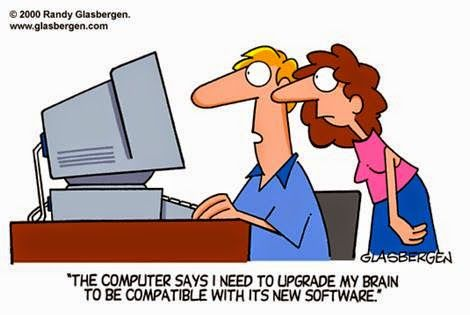 © 2000 Randy Glasbergen.
www.glasbergen.com
GLASBERGEN
"THE COMPUTER SAYS I NEED TO UPGRADE MY BRAIN
TO BE COMPATIBLE WITH ITS NEW SOFTWARE."